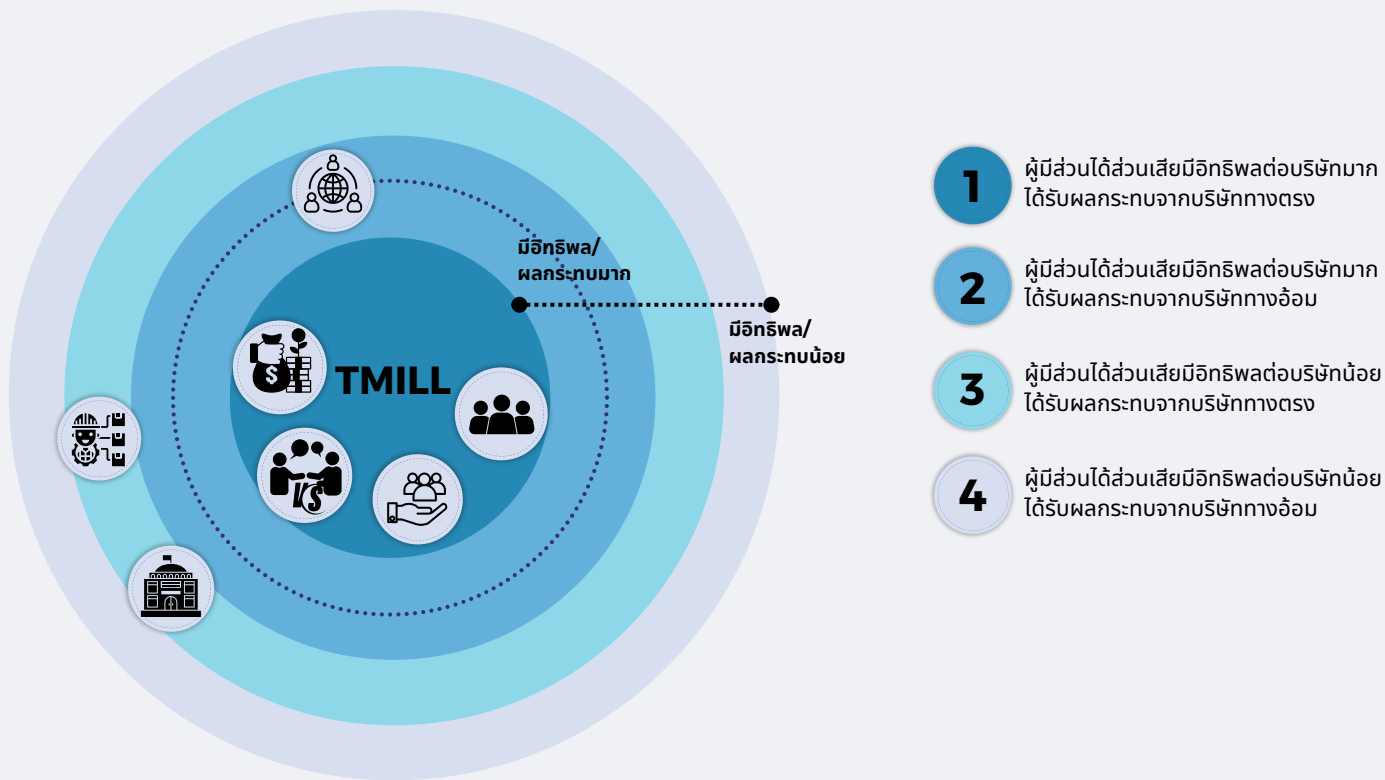 มีอิทธิพล/
ผลกระทบมาก
TMILL
มีอิทธิพล/
ผลกระทบน้อย
$
VS
1
ผู้มีส่วนได้ส่วนเสียมีอิทธิพลต่อบริษัทมาก
ได้รับผลกระทบจากบริษัททางตรง
2
ผู้มีส่วนได้ส่วนเสียมีอิทธิพลต่อบริษัทมาก
ได้รับผลกระทบจากบริษัททางอ้อม
3
ผู้มีส่วนได้ส่วนเสียมีอิทธิพลต่อบริษัทน้อย
ได้รับผลกระทบจากบริษัททางตรง
4
ผู้มีส่วนได้ส่วนเสียมีอิทธิพลต่อบริษัทน้อย
ได้รับผลกระทบจากบริษัททางอ้อม